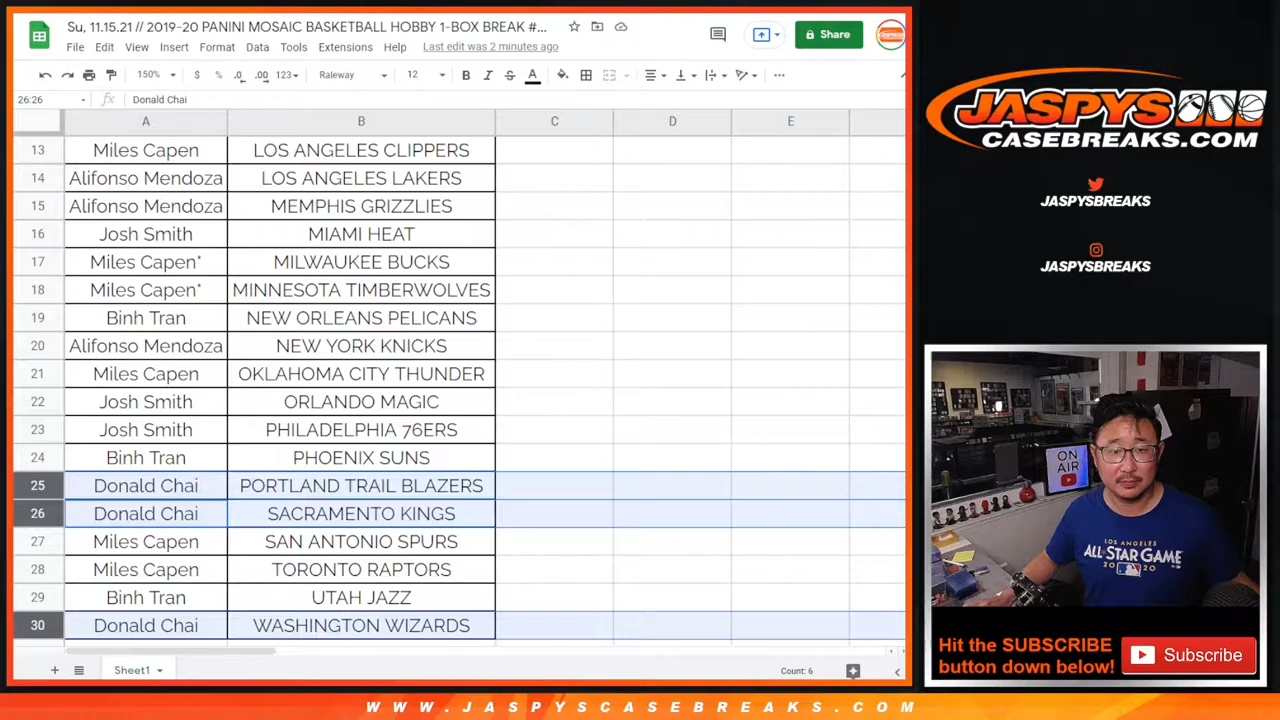 Su, 11.15.21 // 2019-20 PANINI MOSAIC BASKETBALL HOBBY 1-BOX BREAK #...
Share
File Edit View Insert Format Data Tools Extensions Help Last edit was 2 minutes ago
150% $ % .0 .00 123 Raleway 12 B I S A
26:26 fx Donald Chai
A B C D E
13 Miles Capen LOS ANGELES CLIPPERS
14 Alifonso Mendoza LOS ANGELES LAKERS
15 Alifonso Mendoza MEMPHIS GRIZZLIES
16 Josh Smith MIAMI HEAT
17 Miles Capen* MILWAUKEE BUCKS
18 Miles Capen* MINNESOTA TIMBERWOLVES
19 Binh Tran NEW ORLEANS PELICANS
20 Alifonso Mendoza NEW YORK KNICKS
21 Miles Capen OKLAHOMA CITY THUNDER
22 Josh Smith ORLANDO MAGIC
23 Josh Smith PHILADELPHIA 76ERS
24 Binh Tran PHOENIX SUNS
25 Donald Chai PORTLAND TRAIL BLAZERS
26 Donald Chai SACRAMENTO KINGS
27 Miles Capen SAN ANTONIO SPURS
28 Miles Capen TORONTO RAPTORS
29 Binh Tran UTAH JAZZ
30 Donald Chai WASHINGTON WIZARDS
Sheet1
Count: 6
JASPYS
CASEBREAKS.COM
JASPYSBREAKS
JASPYSBREAKS
ON
AIR
LOS ANGELES
ALL STAR GAME
2020
Hit the SUBSCRIBE
button down below!
Subscribe
WWW.JASPYSCASEBREAKS.COM